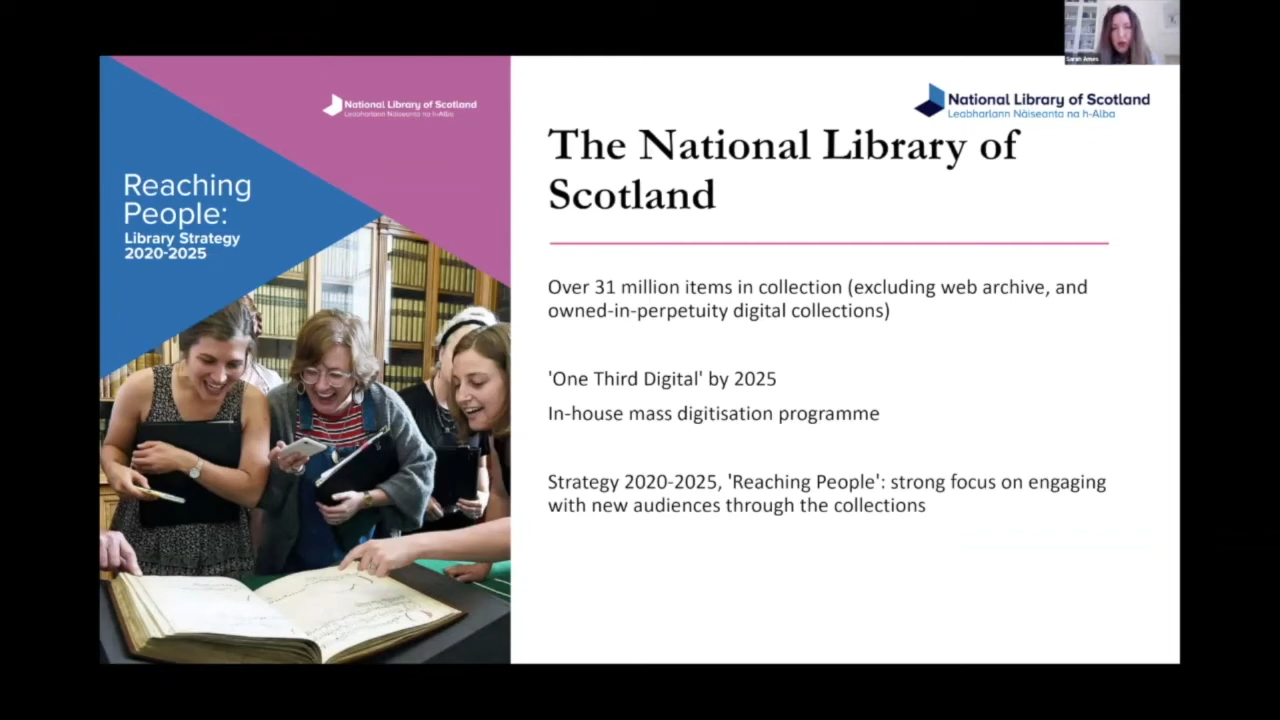 Sarah Ames
National Library of Scotland
Leabharlann Nàiseanta na h-Alba
Reaching
People:
Library Strategy
2020-2025
National Library of Scotland
Leabharlann Nàiseanta na h-Alba
The National Library of
Scotland
Over 31 million items in collection (excluding web archive, and
owned-in-perpetuity digital collections)
'One Third Digital' by 2025
In-house mass digitisation programme
Strategy 2020-2025, 'Reaching People': strong focus on engaging
with new audiences through the collections